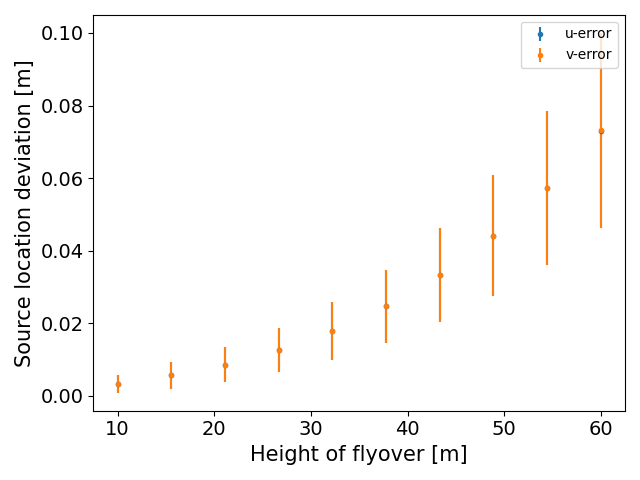 u-error
v-error
0.10
0.08
0.06
0.04
0.02
0.00
Source location deviation [m]
10 20 30 40 50 60
Height of flyover [m]